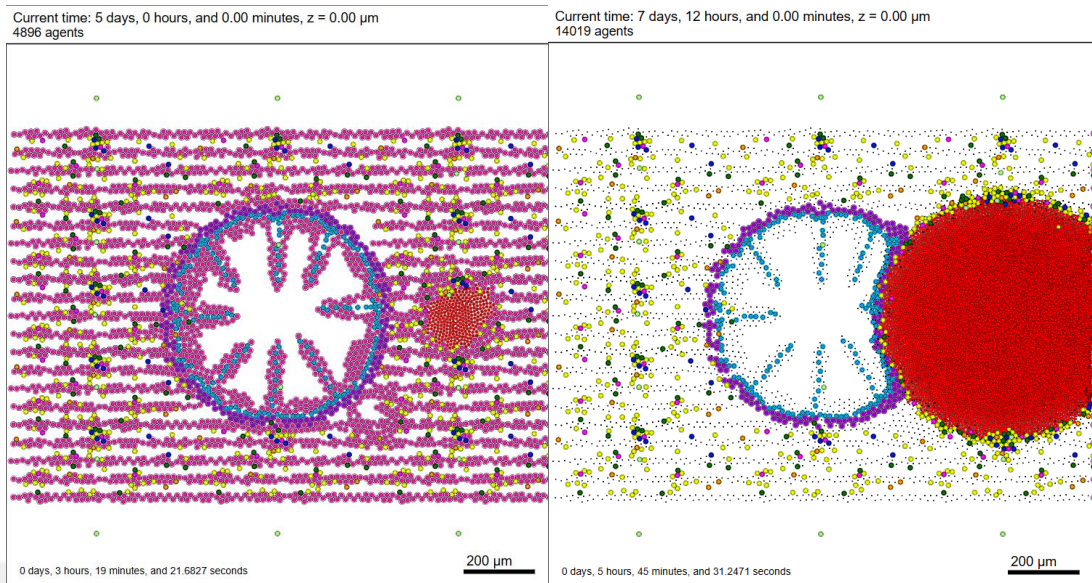 Current time: 5 days, 0 hours, and 0.00 minutes, z = 0.00 μm
4896 agents
200 μm
0 days, 3 hours, 19 minutes, and 21.6827 seconds
Current time: 7 days, 12 hours, and 0.00 minutes, z = 0.00 μm
14019 agents
200 μm
0 days, 5 hours, 45 minutes, and 31.2471 seconds